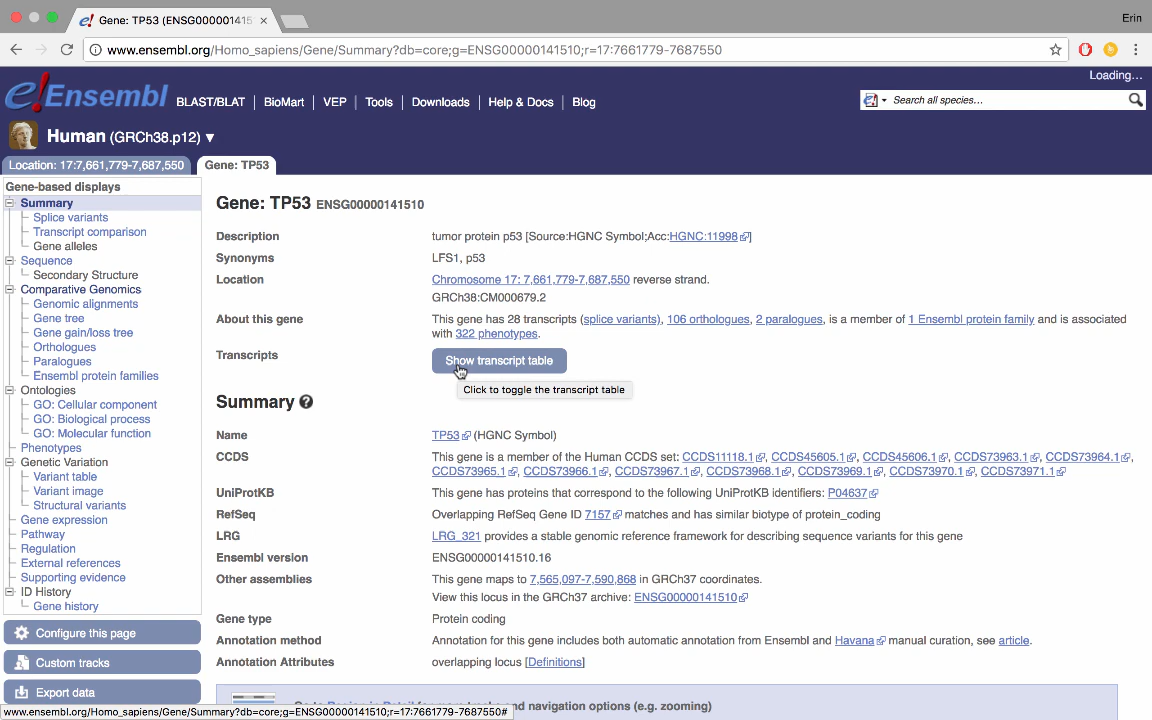 Gene: TP53 (ENSG0000014151
Erin
www.ensembl.org/Homo_sapiens/Gene/Summary?db=core;g=ENSG00000141510;r=17:7661779-7687550
Loading...
e!Ensembl BLAST/BLAT BioMart VEP Tools Downloads Help & Docs Blog
Search all species...
Human (GRCh38.p12) ▼
Location: 17:7,661,779-7,687,550 Gene: TP53
Gene-based displays
Summary
Splice variants
Transcript comparison
Gene alleles
Sequence
Secondary Structure
Comparative Genomics
Genomic alignments
Gene tree
Gene gain/loss tree
Orthologues
Paralogues
Ensembl protein families
Ontologies
GO: Cellular component
GO: Biological process
GO: Molecular function
Phenotypes
Genetic Variation
Variant table
Variant image
Structural variants
Gene expression
Pathway
Regulation
External references
Supporting evidence
ID History
Gene history
Configure this page
Custom tracks
Export data
Gene: TP53 ENSG00000141510
Description tumor protein p53 [Source:HGNC Symbol;Acc:HGNC:11998]
Synonyms LFS1, p53
Location Chromosome 17: 7,661,779-7,687,550 reverse strand.
GRCh38:CM000679.2
About this gene This gene has 28 transcripts (splice variants), 106 orthologues, 2 paralogues, is a member of 1 Ensembl protein family and is associated
with 322 phenotypes.
Transcripts Show transcript table
Click to toggle the transcript table
Summary
Name TP53 (HGNC Symbol)
CCDS This gene is a member of the Human CCDS set: CCDS11118.1, CCDS45605.1, CCDS45606.1, CCDS73963.1, CCDS73964.1,
CCDS73965.1, CCDS73966.1, CCDS73967.1, CCDS73968.1, CCDS73969.1, CCDS73970.1, CCDS73971.1
UniProtKB This gene has proteins that correspond to the following UniProtKB identifiers: P04637
RefSeq Overlapping RefSeq Gene ID 7157 matches and has similar biotype of protein_coding
LRG LRG_321 provides a stable genomic reference framework for describing sequence variants for this gene
Ensembl version ENSG00000141510.16
Other assemblies This gene maps to 7,565,097-7,590,868 in GRCh37 coordinates.
View this locus in the GRCh37 archive: ENSG00000141510
Gene type Protein coding
Annotation method Annotation for this gene includes both automatic annotation from Ensembl and Havana manual curation, see article.
Annotation Attributes overlapping locus [Definitions]
and navigation options (e.g. zooming)
www.ensembl.org/Homo_sapiens/Gene/Summary?db=core;g=ENSG00000141510;r=17:7661779-7687550#